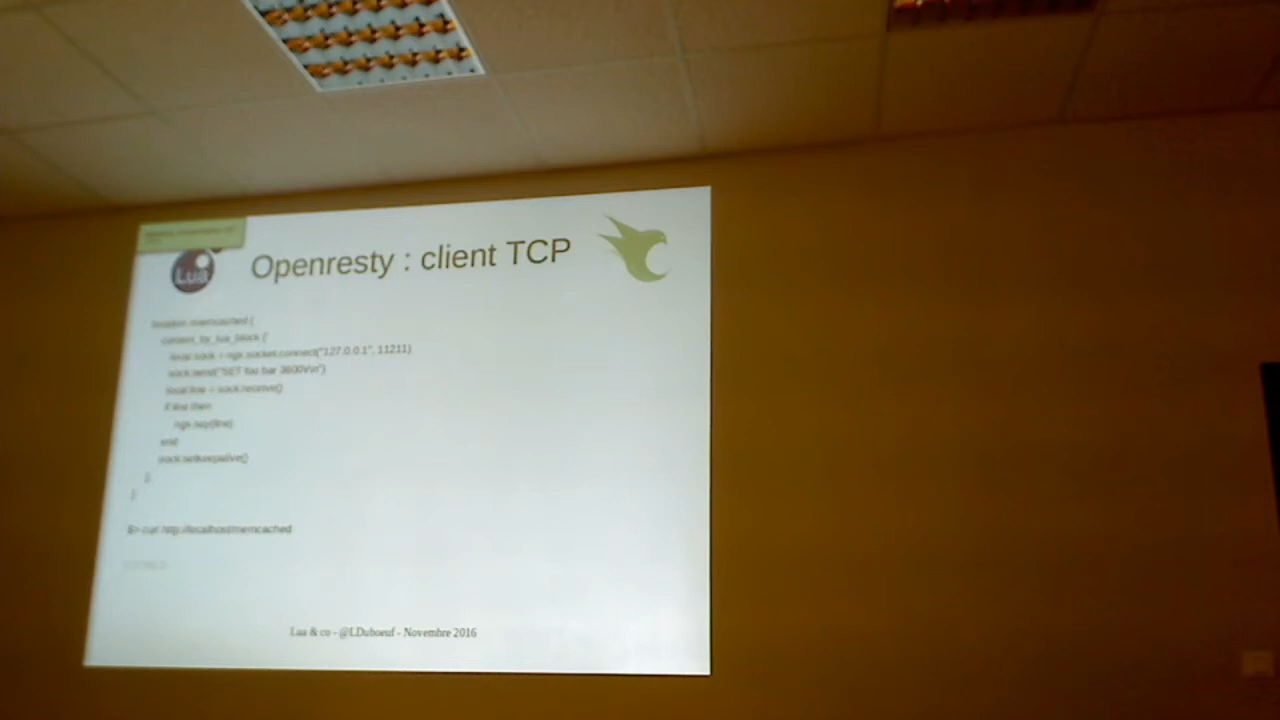 Lua
Openresty : client TCP
location /memcached {
content_by_lua_block {
local sock = ngx.socket.connect("127.0.0.1", 11211)
sock:send("SET foo bar 3600\r\n")
local line = sock:receive()
if line then
ngx.say(line)
end
sock:setkeepalive()
}
}
$> curl http://localhost/memcached
Lua & co - @LDuboeuf - Novembre 2016